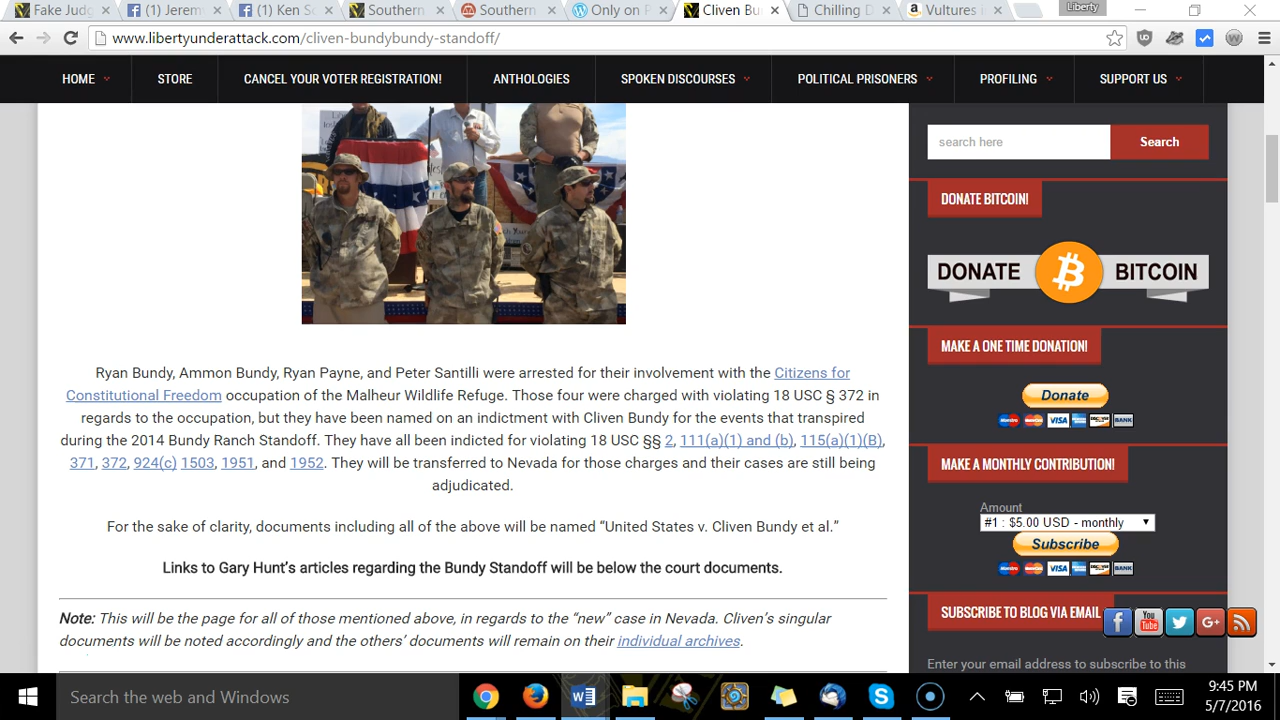 Fake Judg
(1) Jerem
(1) Ken S
Southern
Southern
Only on P
Cliven Bu
Chilling D
Vultures i
Liberty
www.libertyunderattack.com/cliven-bundybundy-standoff/
HOME
STORE
CANCEL YOUR VOTER REGISTRATION!
ANTHOLOGIES
SPOKEN DISCOURSES
POLITICAL PRISONERS
PROFILING
SUPPORT US
search here
Search
DONATE BITCOIN!
DONATE BITCOIN
MAKE A ONE TIME DONATION!
Donate
Ryan Bundy, Ammon Bundy, Ryan Payne, and Peter Santilli were arrested for their involvement with the Citizens for
Constitutional Freedom occupation of the Malheur Wildlife Refuge. Those four were charged with violating 18 USC § 372 in
regards to the occupation, but they have been named on an indictment with Cliven Bundy for the events that transpired
during the 2014 Bundy Ranch Standoff. They have all been indicted for violating 18 USC §§ 2, 111(a)(1) and (b), 115(a)(1)(B),
371, 372, 924(c) 1503, 1951, and 1952. They will be transferred to Nevada for those charges and their cases are still being
adjudicated.
For the sake of clarity, documents including all of the above will be named “United States v. Cliven Bundy et al.”
Links to Gary Hunt’s articles regarding the Bundy Standoff will be below the court documents.
Note: This will be the page for all of those mentioned above, in regards to the “new” case in Nevada. Cliven’s singular
documents will be noted accordingly and the others’ documents will remain on their individual archives.
MAKE A MONTHLY CONTRIBUTION!
Amount
#1 : $5.00 USD - monthly
Subscribe
SUBSCRIBE TO BLOG VIA EMAIL
Enter your email address to subscribe to this
Search the web and Windows
9:45 PM
5/7/2016